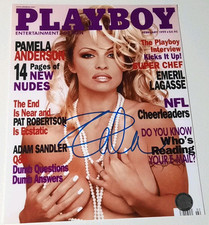 PLAYBOY
ENTERTAINMENT
PAMELA
ANDERSON
14 Pages of
NEW
NUDES
The Playboy
Interview
Kicks It Up!
SUPER CHEF
EMERIL
LAGASSE
The End
Is Near and
PAT ROBERTSON
Is Ecstatic
NFL
Cheerleaders
ADAM SANDLER
Q&
Dumb Questions
Dumb Answers
DO YOU Know
Who's
Reading
YOUR E-MAIL?